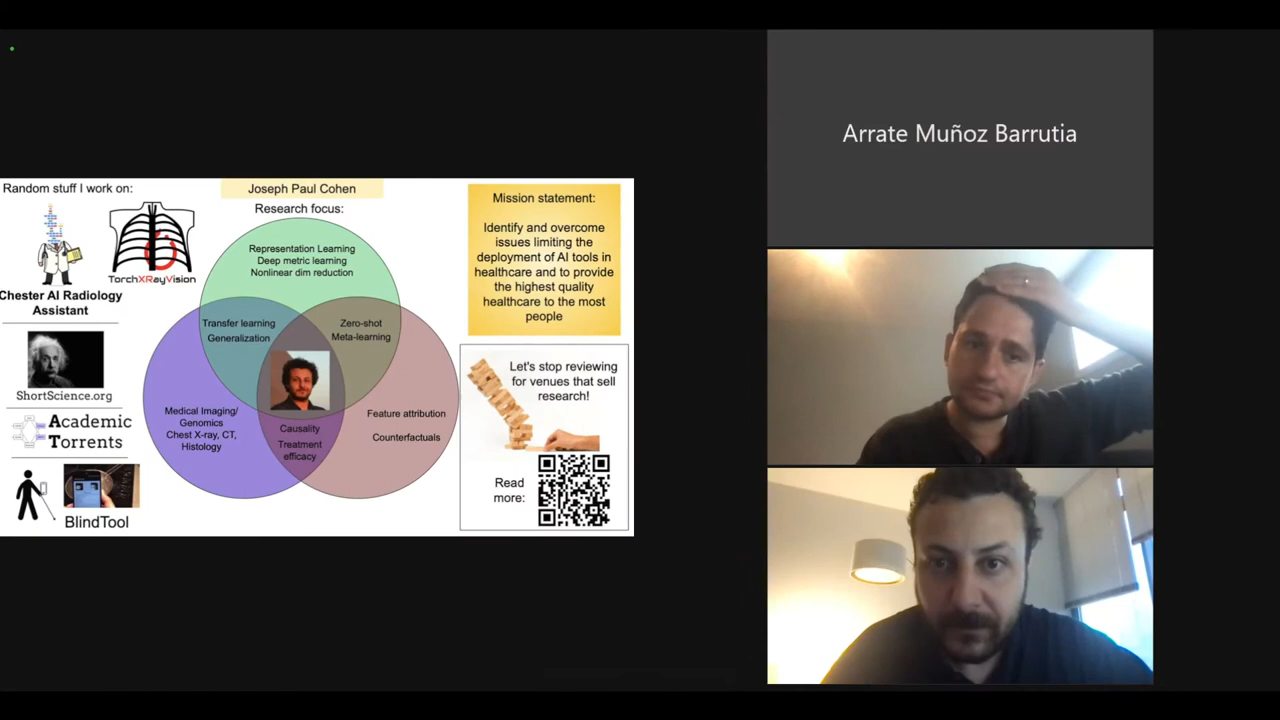 Random stuff I work on:
TorchXRayVision
Chester AI Radiology
Assistant
ShortScience.org
Academic
Torrents
BlindTool
Joseph Paul Cohen
Research focus:
Representation Learning
Deep metric learning
Nonlinear dim reduction
Transfer learning
Generalization
Zero-shot
Meta-learning
Medical Imaging/
Genomics
Chest X-ray, CT,
Histology
Causality
Treatment
efficacy
Feature attribution
Counterfactuals
Mission statement:
Identify and overcome
issues limiting the
deployment of AI tools in
healthcare and to provide
the highest quality
healthcare to the most
people
Let's stop reviewing
for venues that sell
research!
Read
more:
Arrate Muñoz Barrutia